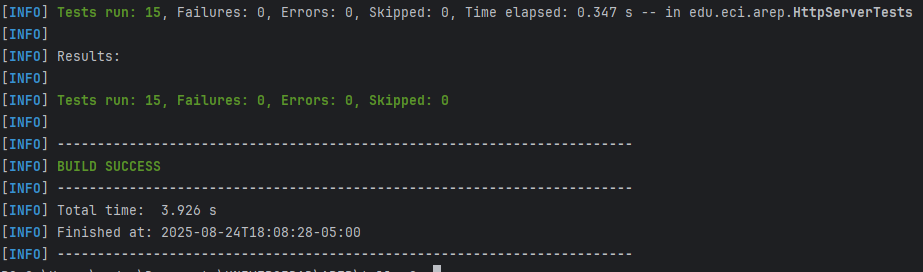 [INFO] Tests run: 15, Failures: 0, Errors: 0, Skipped: 0, Time elapsed: 0.347 s -- in edu.eci.arep.HttpServerTests
[INFO]
[INFO] Results:
[INFO]
[INFO] Tests run: 15, Failures: 0, Errors: 0, Skipped: 0
[INFO]
[INFO] ------------------------------------------------------------------------
[INFO] BUILD SUCCESS
[INFO] ------------------------------------------------------------------------
[INFO] Total time:  3.926 s
[INFO] Finished at: 2025-08-24T18:08:28-05:00
[INFO] ------------------------------------------------------------------------